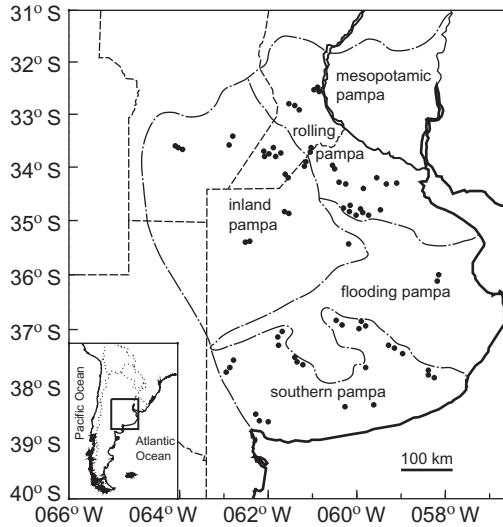 31° S
32° S
33° S
34° S
35° S
36° S
37° S
38° S
39° S
40° S
mesopotamic
pampa
rolling
pampa
inland
pampa
flooding pampa
southern pampa
Pacific Ocean
Atlantic
Ocean
100 km
066° W
064° W
062° W
060° W
058° W